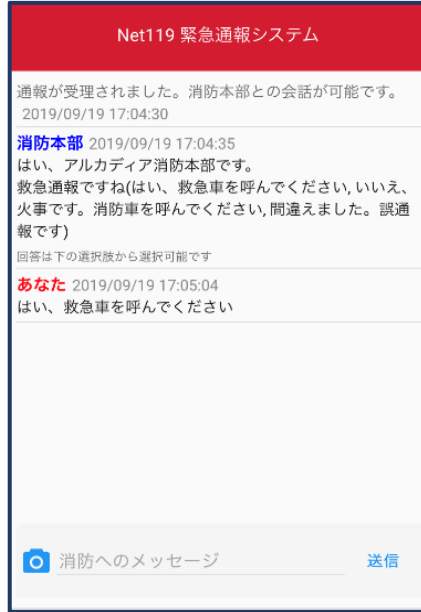 Net119 緊急通報システム
通報が受理されました。消防本部との会話が可能です。
2019/09/19 17:04:30
消防本部 2019/09/19 17:04:35
はい、アルカディア消防本部です。
救急通報ですね(はい、救急車を呼んでください, いいえ、
火事です。消防車を呼んでください, 間違えました。誤通
報です)
回答は下の選択肢から選択可能です
あなた 2019/09/19 17:05:04
はい、救急車を呼んでください
消防へのメッセージ 送信